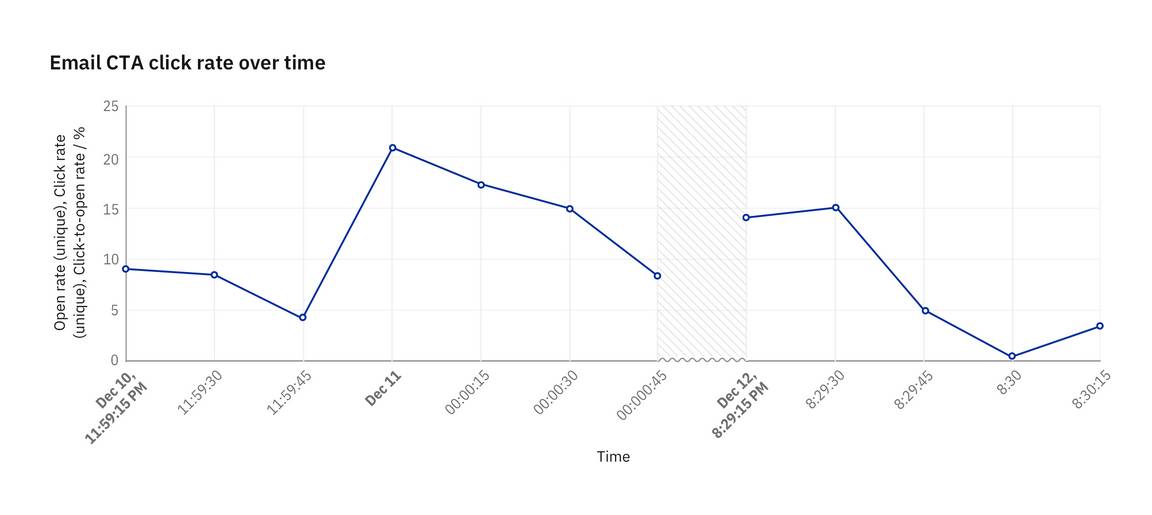 Email CTA click rate over time
Open rate (unique), Click rate
(unique), Click-to-open rate / %
25
20
15
10
5
0
Dec 10,
11:59:15 PM
11:59:30
11:59:45
Dec 11
00:00:15
00:00:30
00:000:45
Dec 12,
8:29:15 PM
8:29:30
8:29:45
8:30
8:30:15
Time